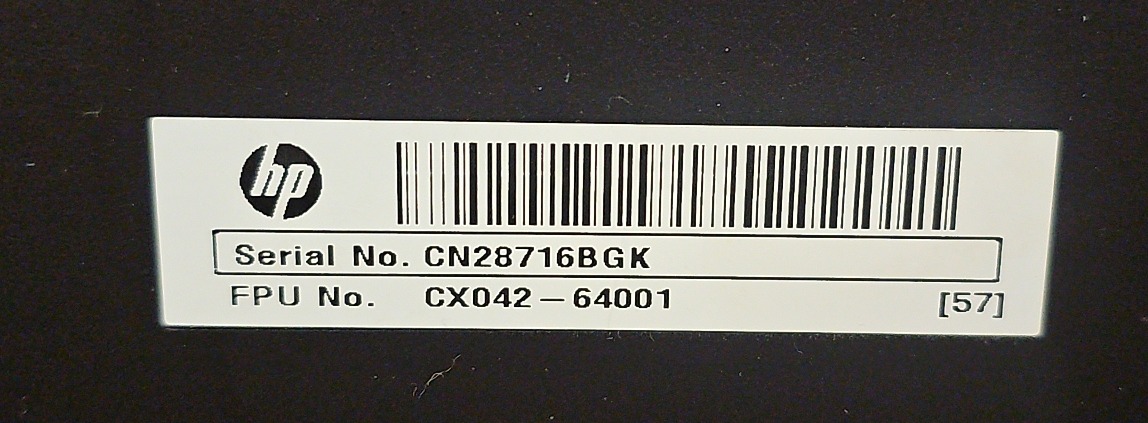 hp
Serial No. CN28716BGK
FPU No. CX042-64001 [57]